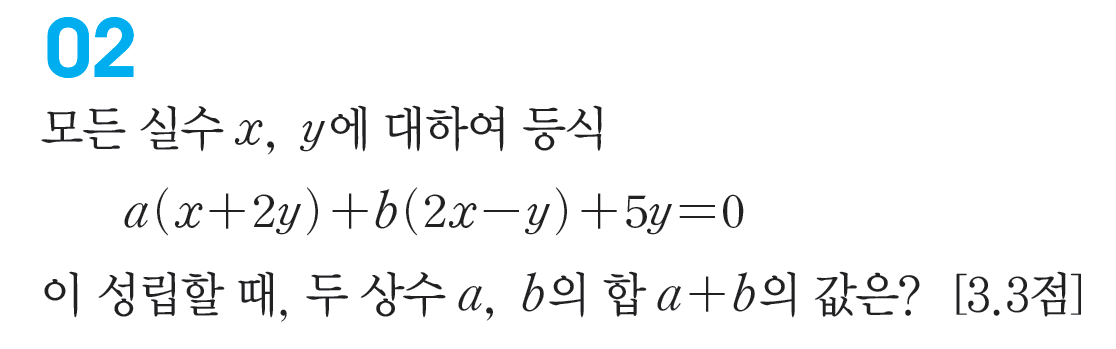 02
모든 실수 x, y에 대하여 등식
a(x+2y)+b(2x-y)+5y=0
이 성립할 때, 두 상수 a, b의 합 a+b의 값은? [3.3점]